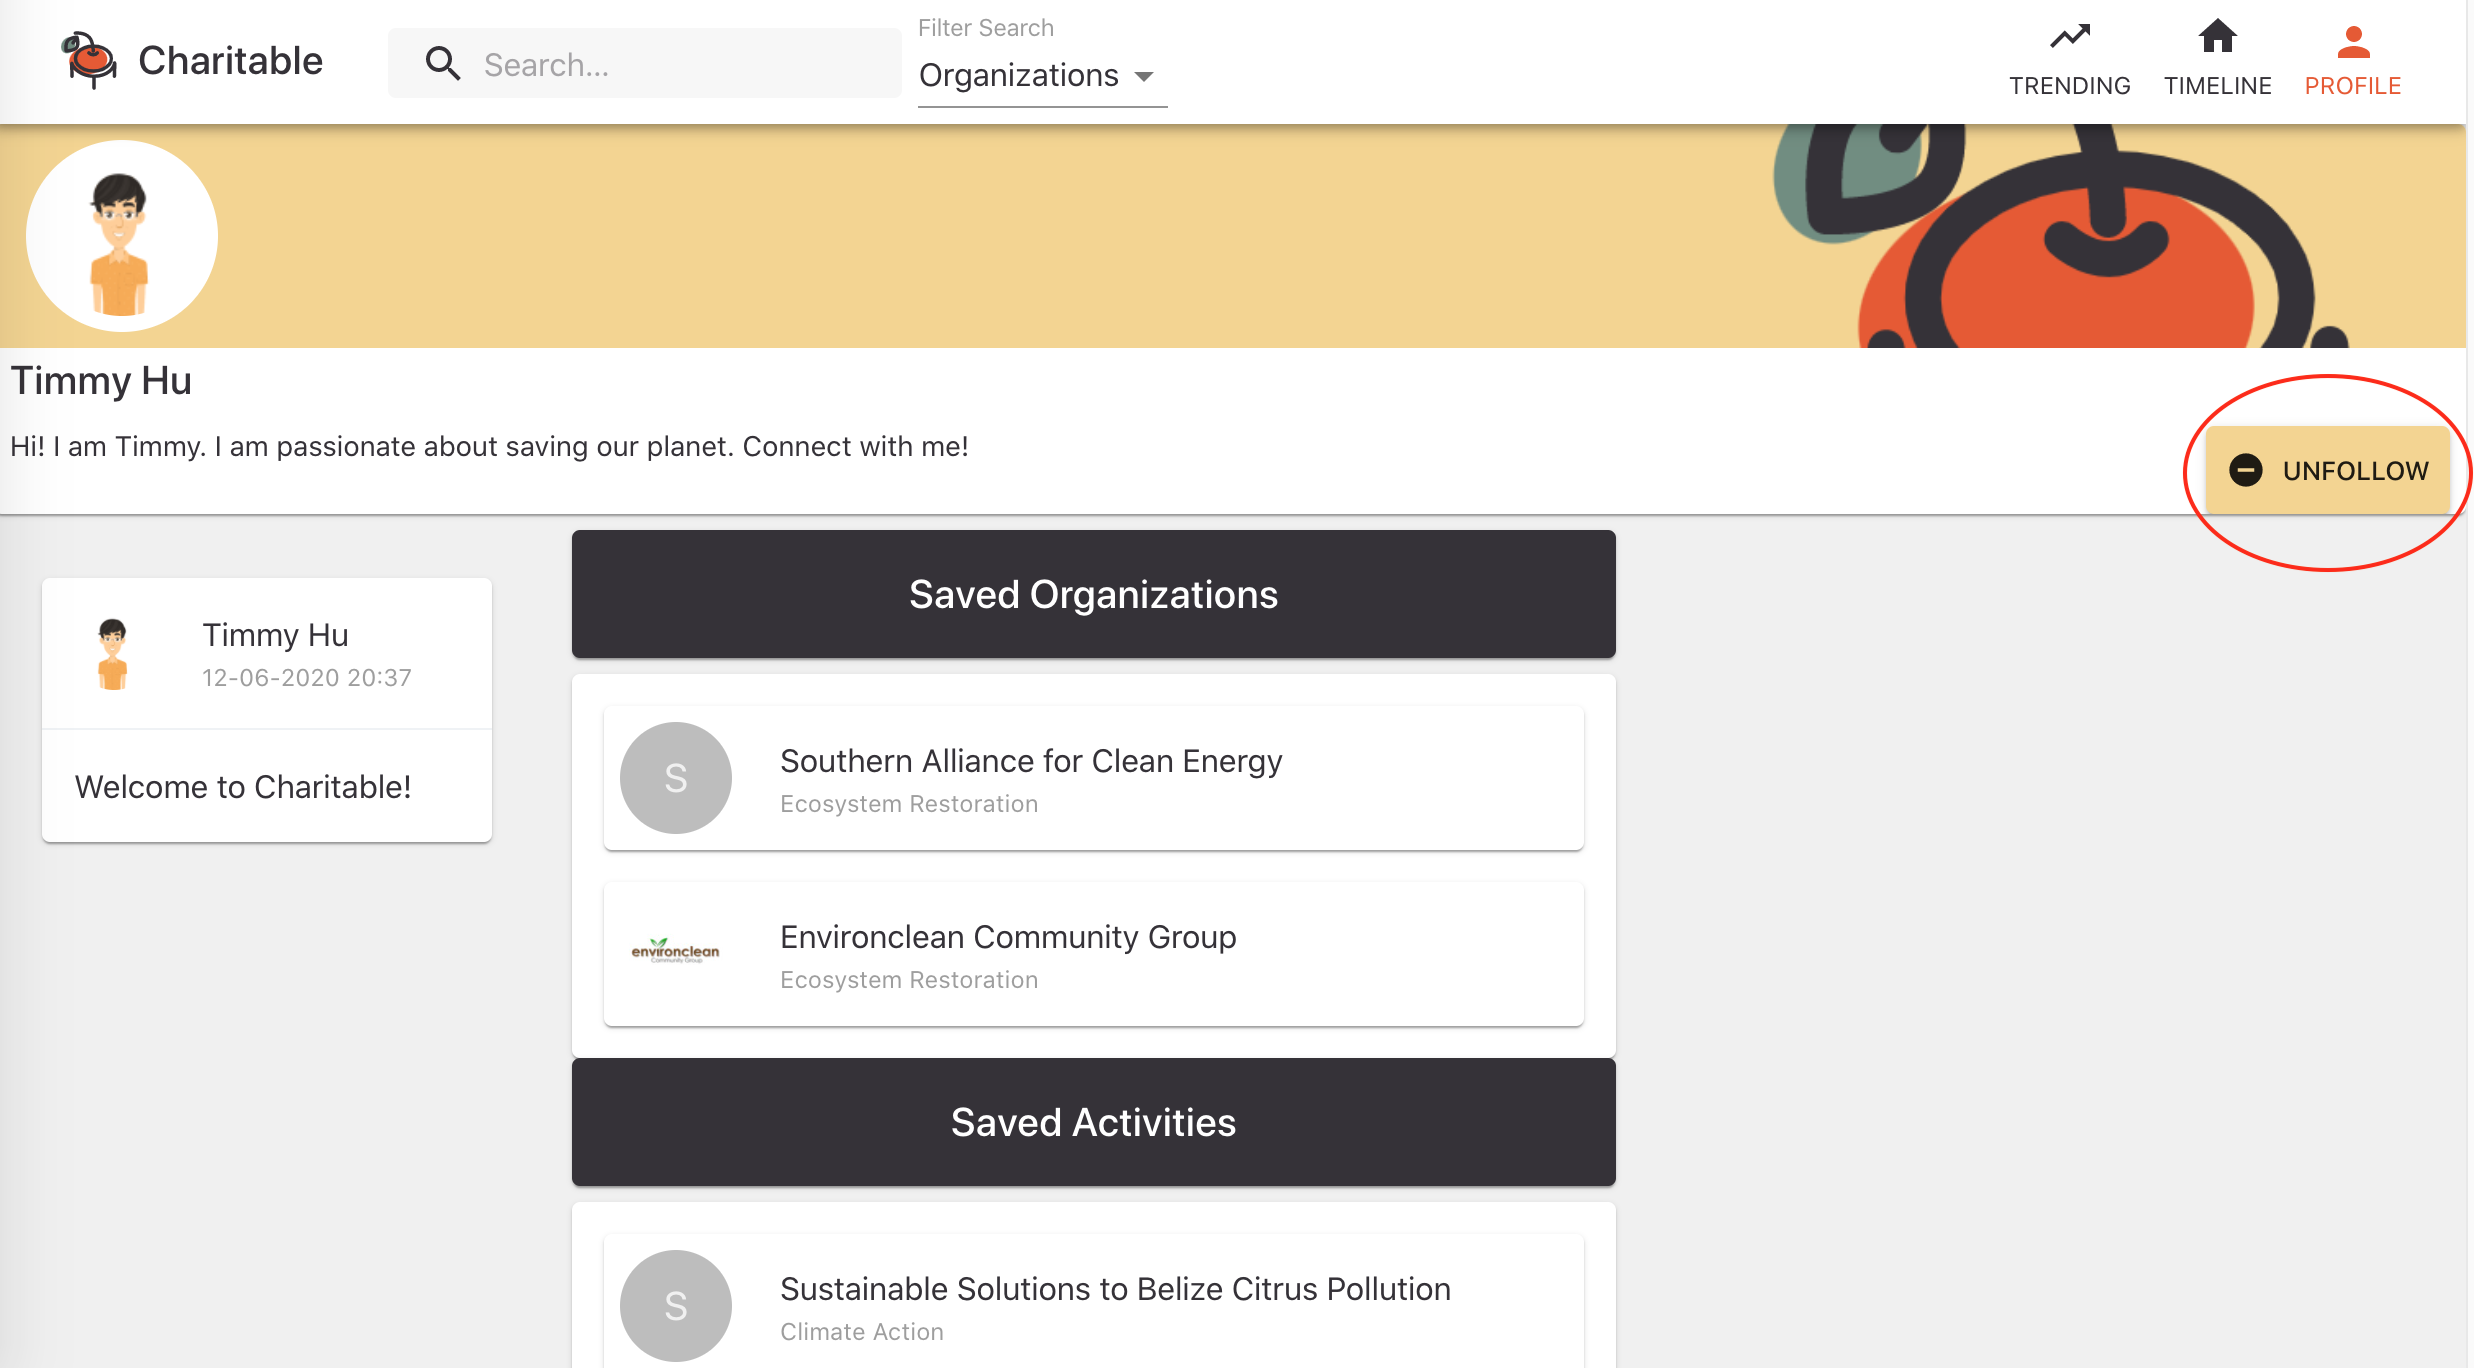 Charitable
Search...
Filter Search
Organizations
TRENDING
TIMELINE
PROFILE
Timmy Hu
Hi! I am Timmy. I am passionate about saving our planet. Connect with me!
UNFOLLOW
Timmy Hu
12-06-2020 20:37
Welcome to Charitable!
Saved Organizations
S
Southern Alliance for Clean Energy
Ecosystem Restoration
environclean
Community Group
Environclean Community Group
Ecosystem Restoration
Saved Activities
S
Sustainable Solutions to Belize Citrus Pollution
Climate Action